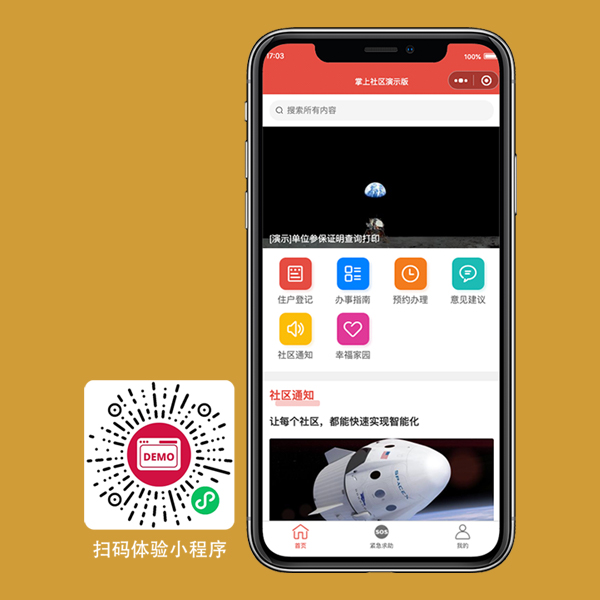 17:03
100%
掌上社区演示版
搜索所有内容
[演示]单位参保证明查询打印
住户登记
办事指南
预约办理
意见建议
社区通知
幸福家园
社区通知
让每个社区，都能快速实现智能化
SPACEX
首页
SOS
紧急求助
我的
DEMO
扫码体验小程序